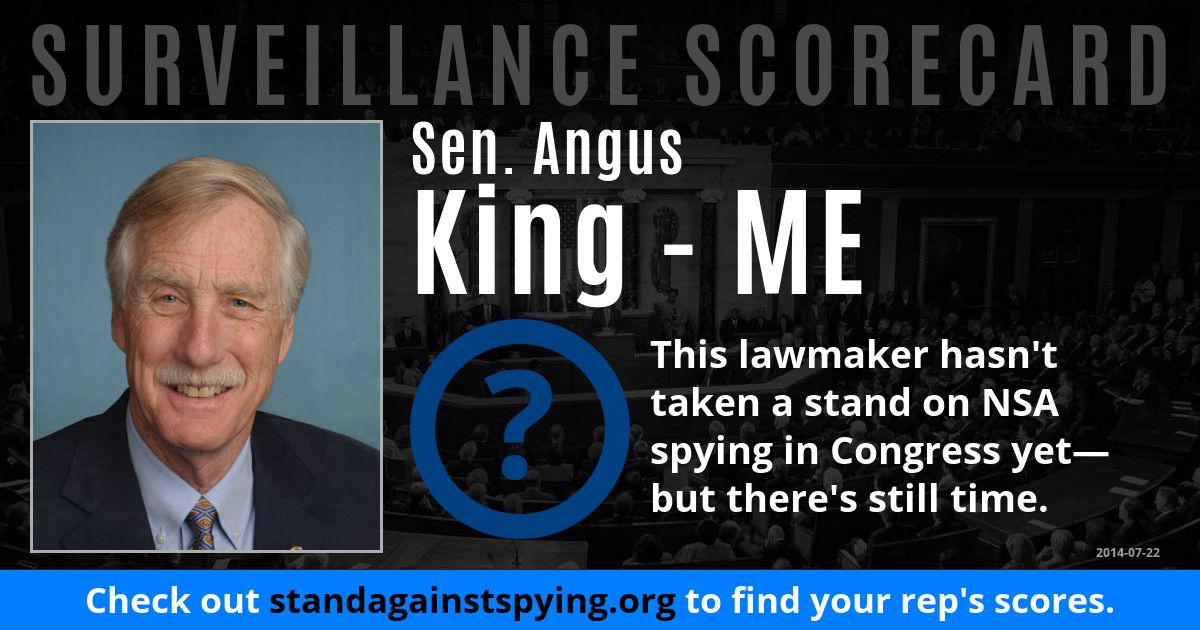 SURVEILLANCE SCORECARD
Sen. Angus
King - ME
?
This lawmaker hasn't
taken a stand on NSA
spying in Congress yet—
but there's still time.
2014-07-22
Check out standagainstspying.org to find your rep's scores.